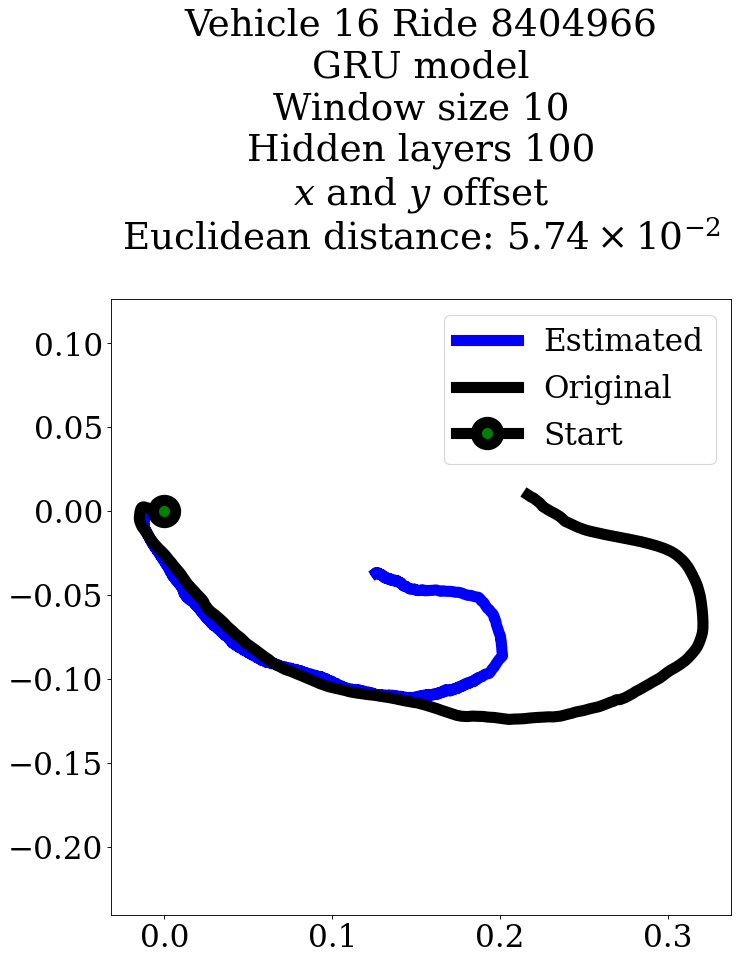 Vehicle 16 Ride 8404966
GRU model
Window size 10
Hidden layers 100
x and y offset
Euclidean distance: 5.74 × 10⁻²
Estimated
Original
Start
0.10
0.05
0.00
−0.05
−0.10
−0.15
−0.20
0.0 0.1 0.2 0.3